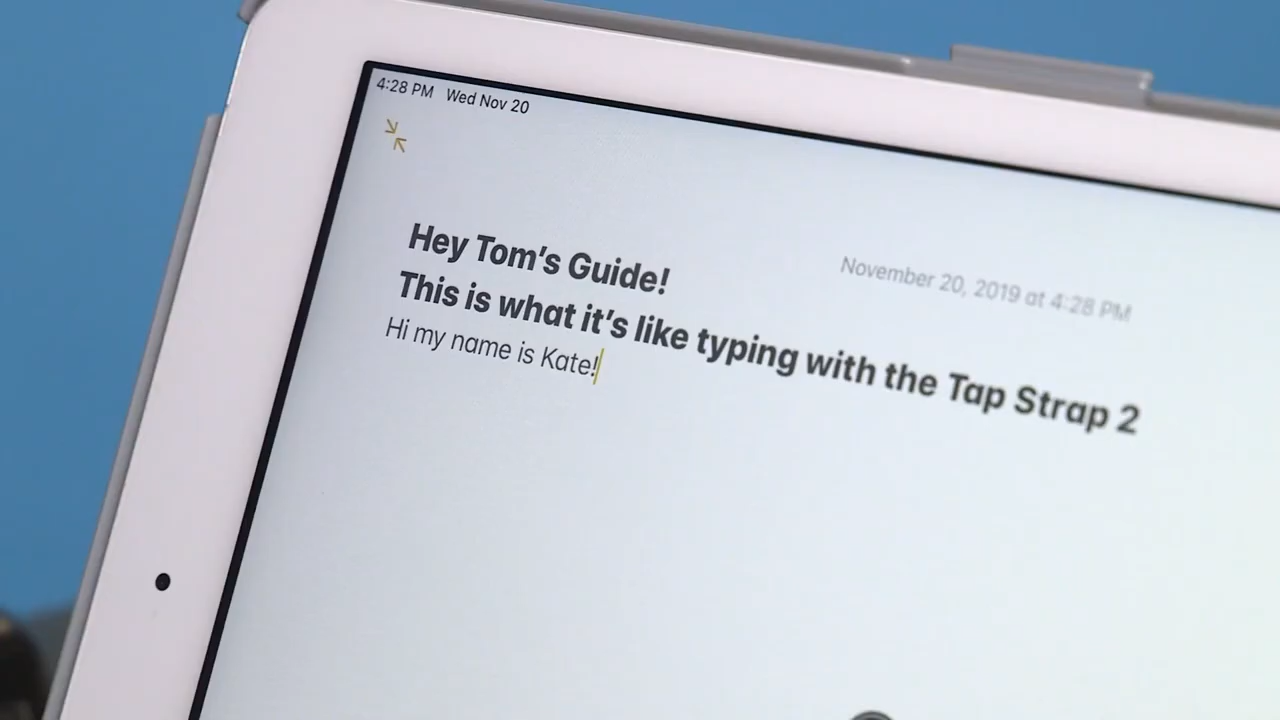 4:28 PM Wed Nov 20
November 20, 2019 at 4:28 PM
Hey Tom's Guide!
This is what it's like typing with the Tap Strap 2
Hi my name is Kate!